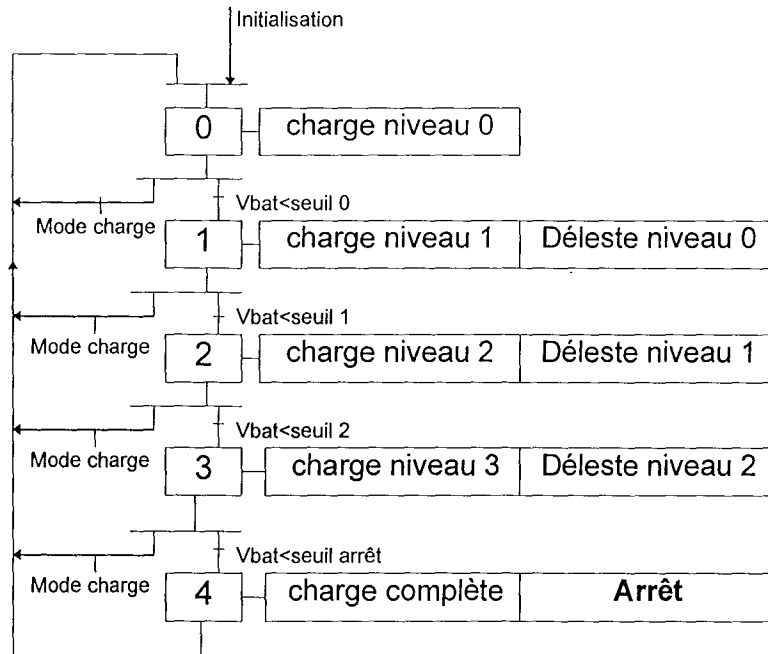 Initialisation
0 charge niveau 0
Mode charge Vbat<seuil 0
1 charge niveau 1 Déleste niveau 0
Mode charge Vbat<seuil 1
2 charge niveau 2 Déleste niveau 1
Mode charge Vbat<seuil 2
3 charge niveau 3 Déleste niveau 2
Mode charge Vbat<seuil arrêt
4 charge complète Arrêt